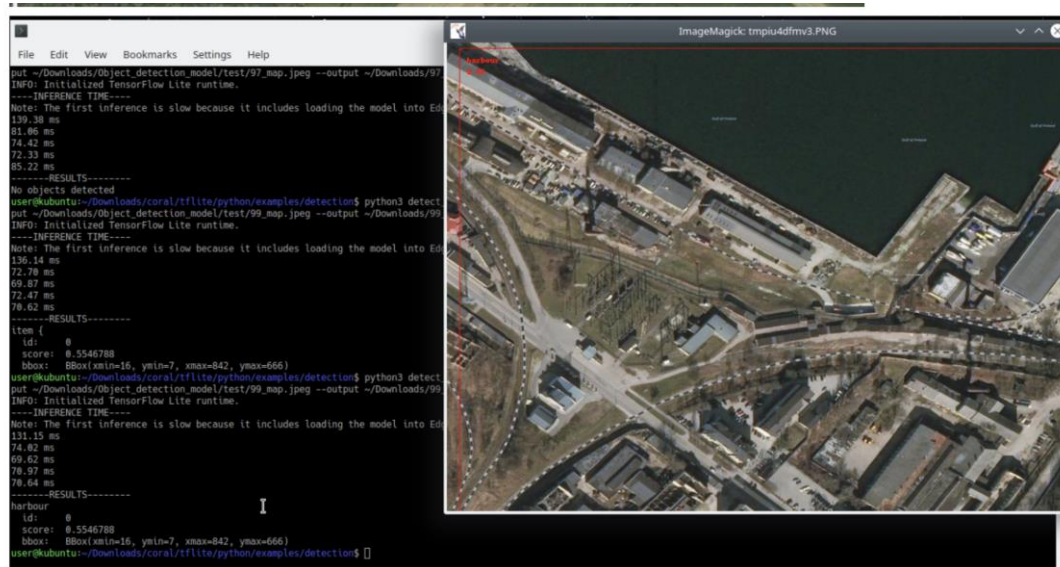 File Edit View Bookmarks Settings Help
put ~/Downloads/Object_detection_model/test/97_map.jpeg --output ~/Downloads/97_
INFO: Initialized TensorFlow Lite runtime.
----INFERENCE TIME----
Note: The first inference is slow because it includes loading the model into Edg
139.38 ms
81.06 ms
74.42 ms
72.33 ms
85.22 ms
-------RESULTS--------
No objects detected
user@kubuntu:~/Downloads/coral/tflite/python/examples/detection$ python3 detect_
put ~/Downloads/Object_detection_model/test/99_map.jpeg --output ~/Downloads/99_
INFO: Initialized TensorFlow Lite runtime.
----INFERENCE TIME----
Note: The first inference is slow because it includes loading the model into Edg
136.14 ms
72.70 ms
69.87 ms
72.47 ms
70.62 ms
-------RESULTS--------
item {
id: 0
score: 0.5546788
bbox: BBox(xmin=16, ymin=7, xmax=842, ymax=666)
user@kubuntu:~/Downloads/coral/tflite/python/examples/detection$ python3 detect_
put ~/Downloads/Object_detection_model/test/99_map.jpeg --output ~/Downloads/99_
INFO: Initialized TensorFlow Lite runtime.
----INFERENCE TIME----
Note: The first inference is slow because it includes loading the model into Edg
131.15 ms
74.02 ms
69.62 ms
70.97 ms
70.64 ms
-------RESULTS--------
harbour
id: 0
score: 0.5546788
bbox: BBox(xmin=16, ymin=7, xmax=842, ymax=666)
user@kubuntu:~/Downloads/coral/tflite/python/examples/detection$
ImageMagick: tmpiu4dfmv3.PNG
harbour